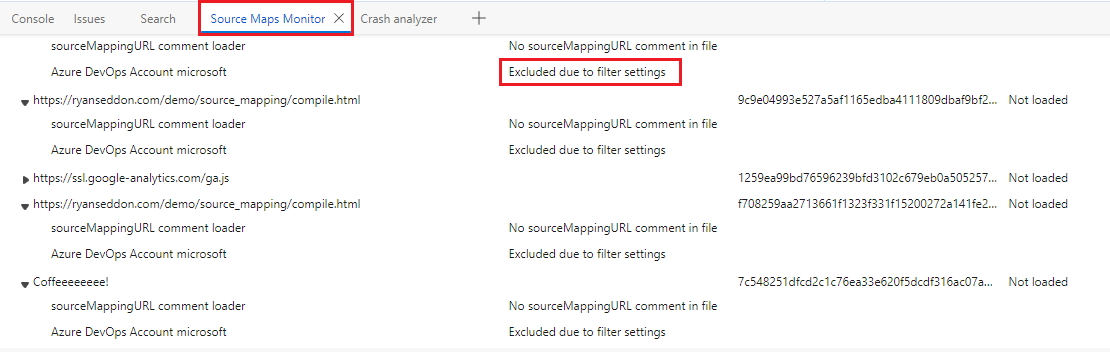 Console Issues Search Source Maps Monitor Crash analyzer
sourceMappingURL comment loader No sourceMappingURL comment in file
Azure DevOps Account microsoft Excluded due to filter settings
https://ryanseddon.com/demo/source_mapping/compile.html 9c9e04993e527a5af1165edba4111809dbaf9bf2... Not loaded
sourceMappingURL comment loader No sourceMappingURL comment in file
Azure DevOps Account microsoft Excluded due to filter settings
https://ssl.google-analytics.com/ga.js 1259ea99bd76596239bfd3102c679eb0a505257... Not loaded
https://ryanseddon.com/demo/source_mapping/compile.html f708259aa2713661f1323f331f15200272a141fe2... Not loaded
sourceMappingURL comment loader No sourceMappingURL comment in file
Azure DevOps Account microsoft Excluded due to filter settings
Coffeeeeeeee! 7c548251dfcd2c1c76ea33e620f5dcdf316ac07a... Not loaded
sourceMappingURL comment loader No sourceMappingURL comment in file
Azure DevOps Account microsoft Excluded due to filter settings